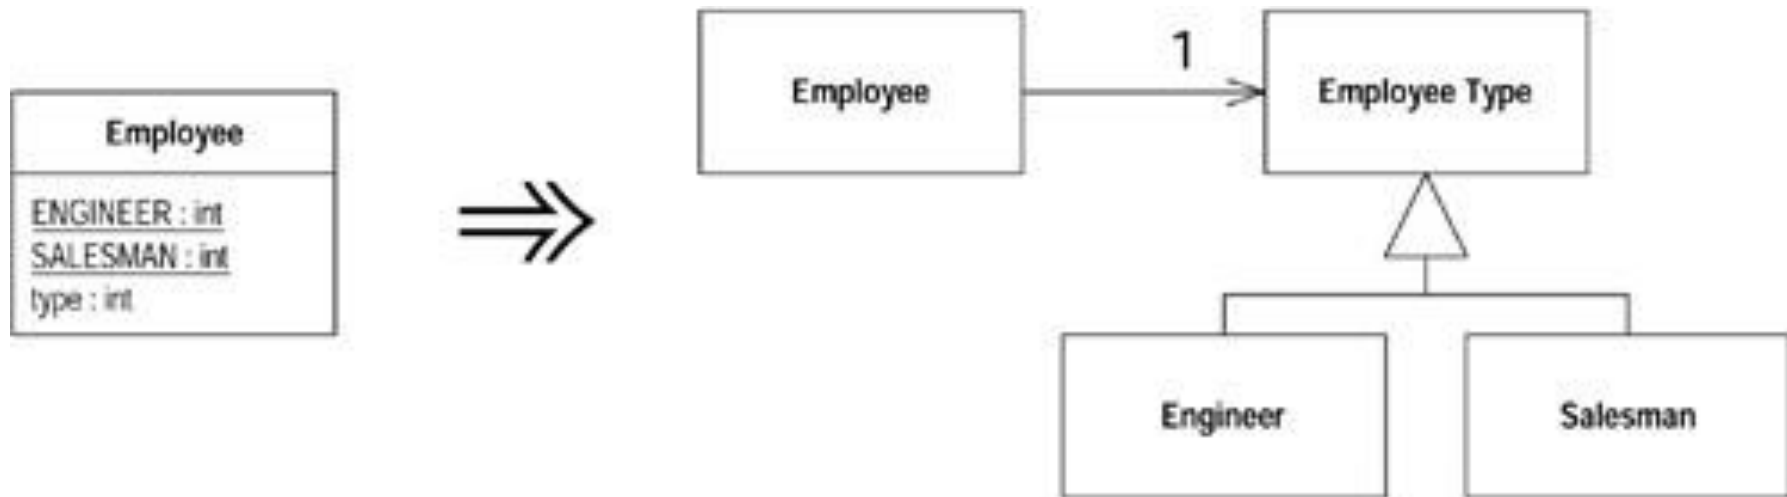 Employee
ENGINEER : int
SALESMAN : int
type : int
Employee
1
Employee Type
Engineer
Salesman